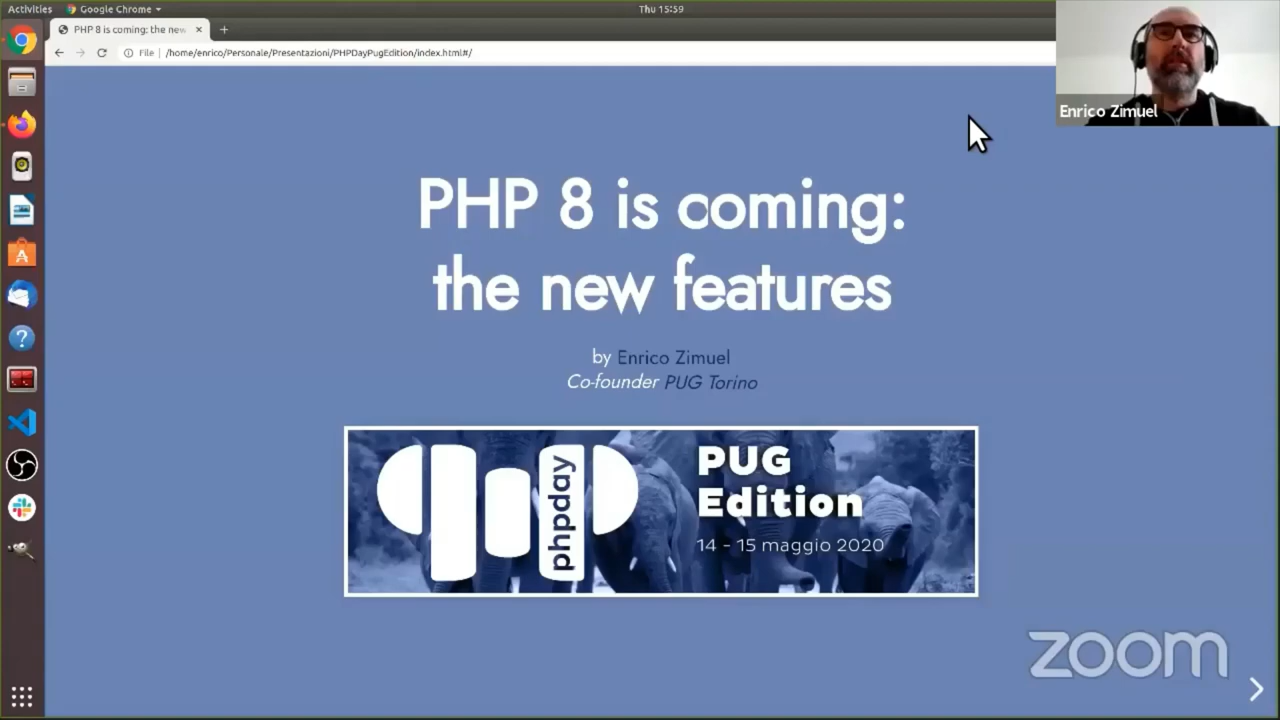 Activities
Google Chrome
Thu 15:59
PHP 8 is coming: the new
File
/home/enrico/Personale/Presentazioni/PHPDayPugEdition/index.html#/
Enrico Zimuel
PHP 8 is coming:
the new features
by Enrico Zimuel
Co-founder PUG Torino
phpday
PUG
Edition
14 - 15 maggio 2020
zoom